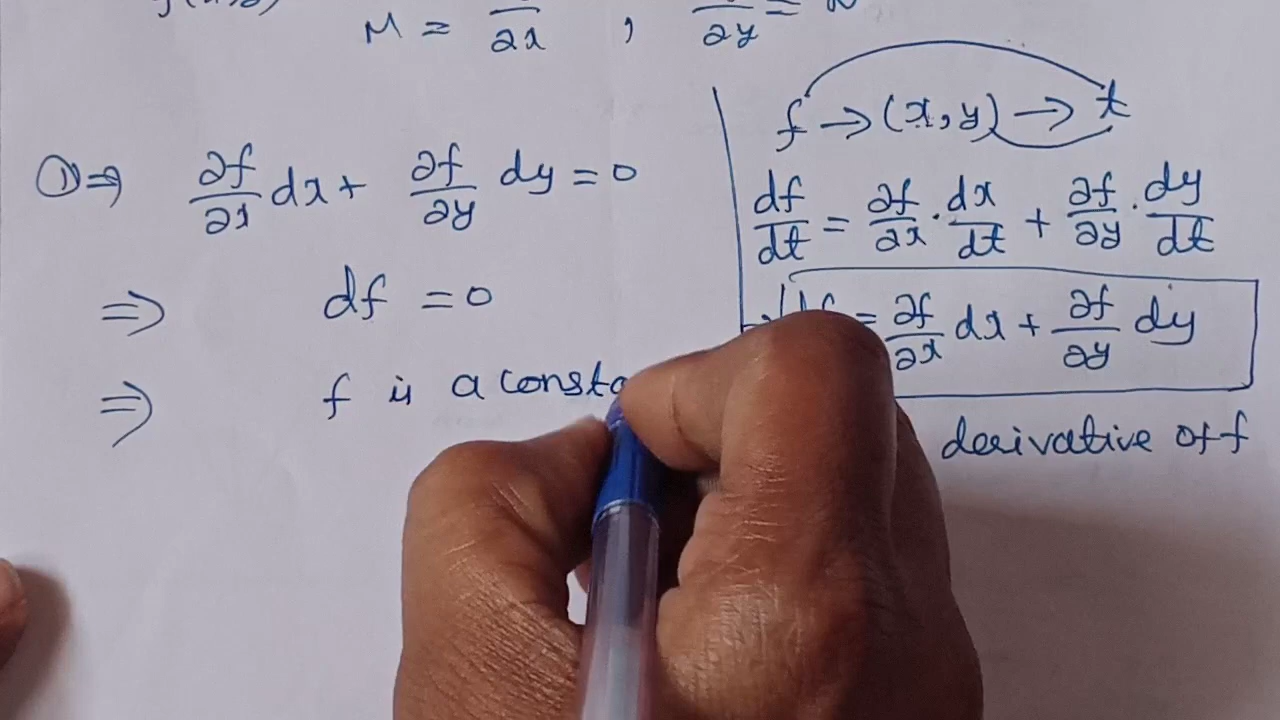 M = ∂x , ∂y = N
①⇒ ∂f/∂x dx + ∂f/∂y dy = 0
⇒ df = 0
⇒ f is a consta
f → (x,y) → t
df/dt = ∂f/∂x · dx/dt + ∂f/∂y · dy/dt
= ∂f/∂x dx + ∂f/∂y dy
derivative of f